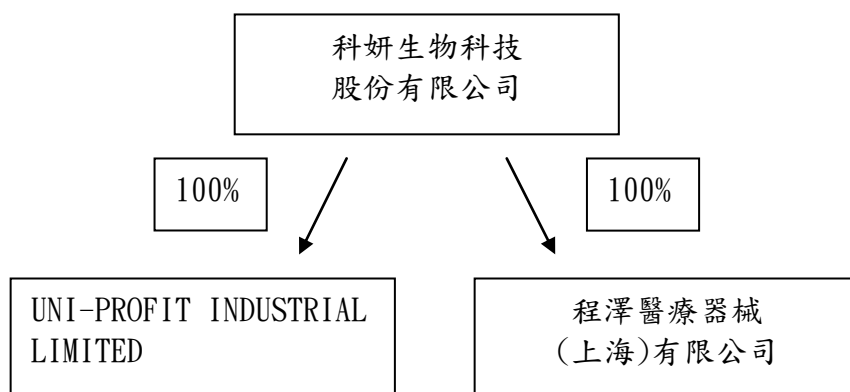 科妍生物科技
股份有限公司
100%
100%
UNI-PROFIT INDUSTRIAL
LIMITED
程澤醫療器械
(上海)有限公司